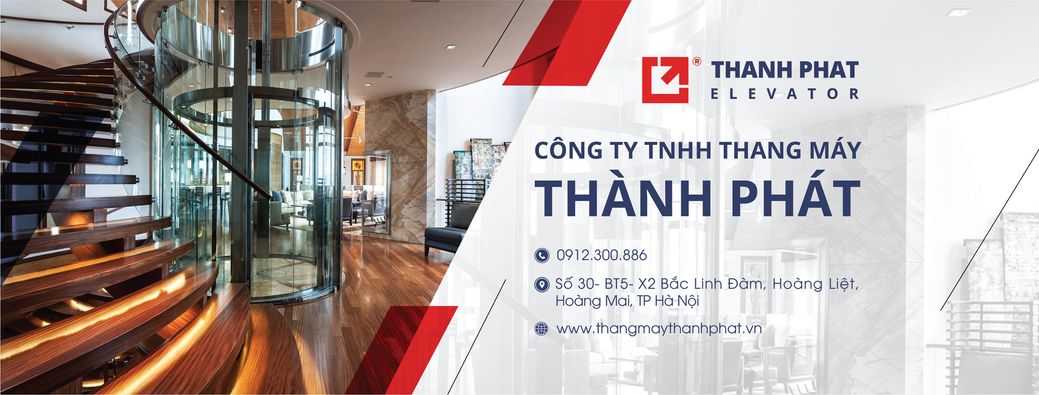 ®
THANH PHAT
ELEVATOR
CÔNG TY TNHH THANG MÁY
THÀNH PHÁT
0912.300.886
Số 30- BT5- X2 Bắc Linh Đàm, Hoàng Liệt,
Hoàng Mai, TP Hà Nội
www.thangmaythanhphat.vn